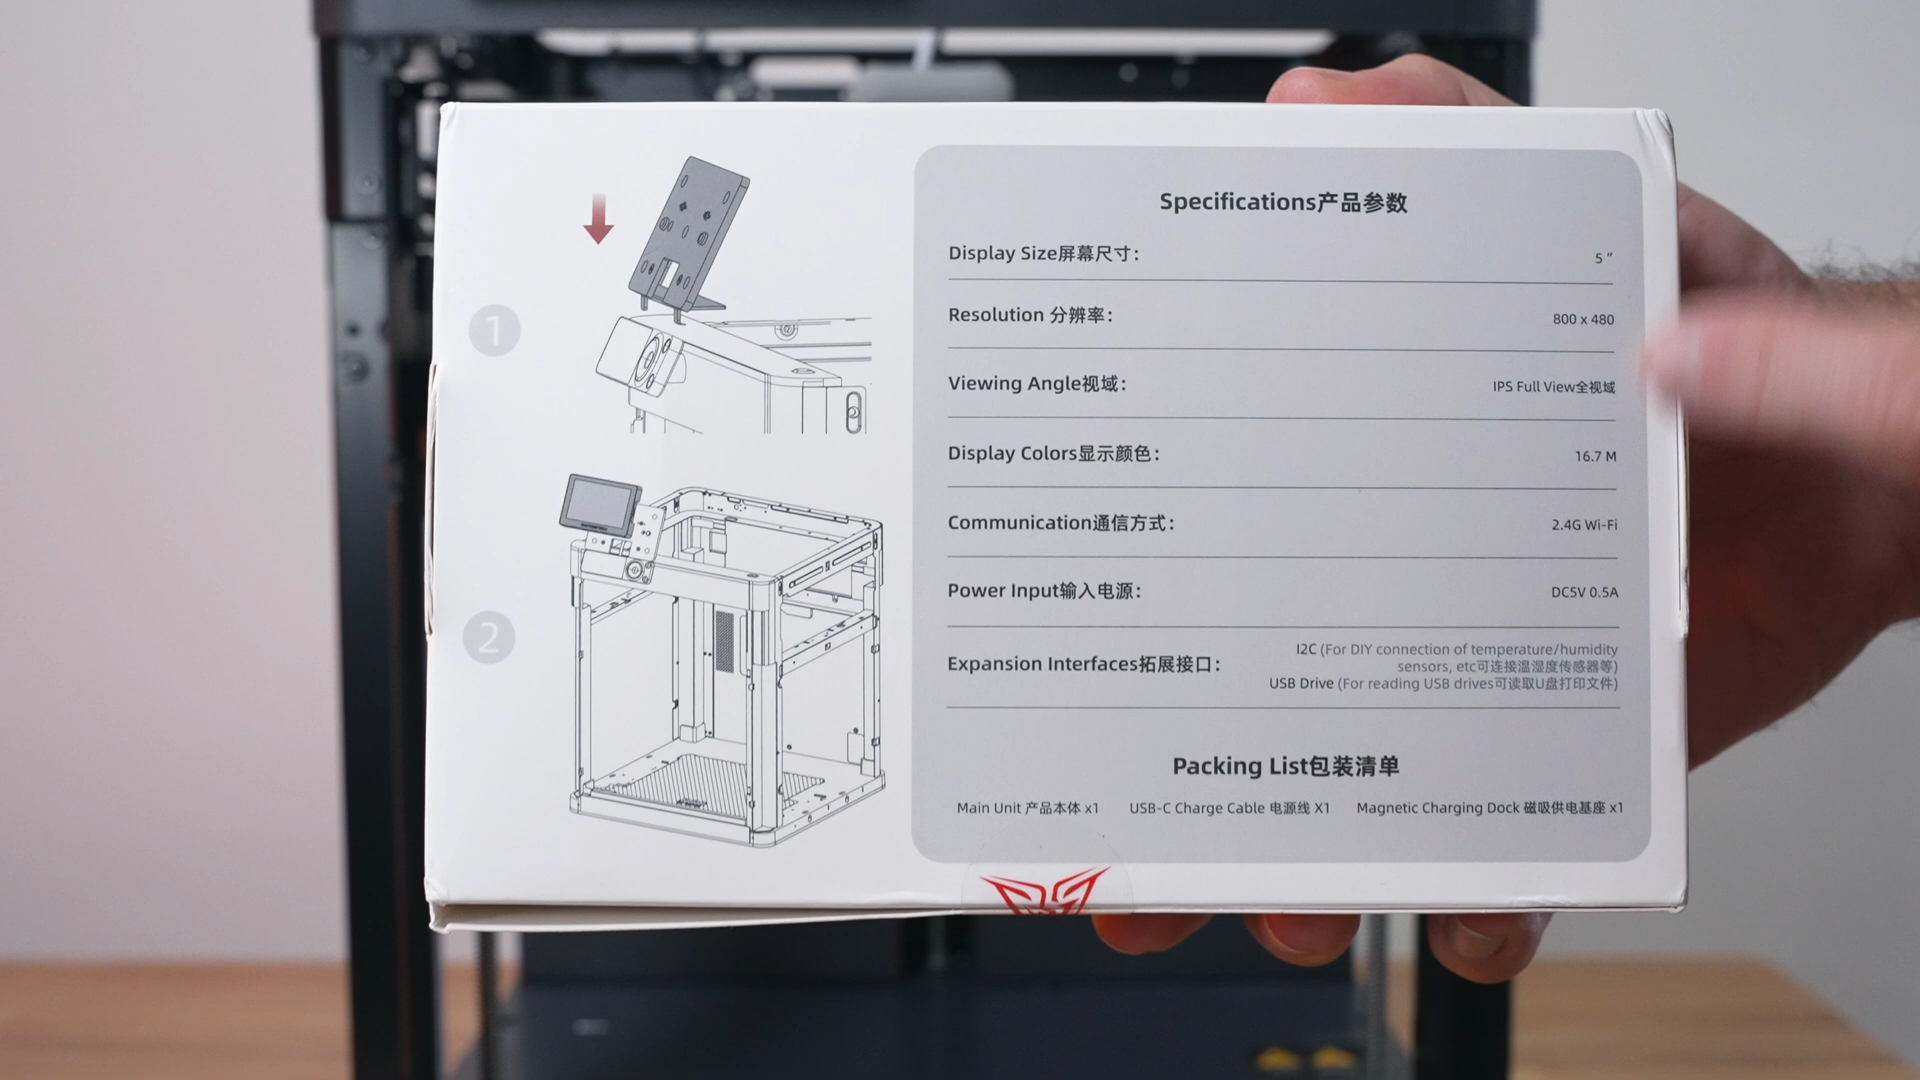 1
2
Specifications产品参数
Display Size屏幕尺寸: 5 "
Resolution 分辨率: 800 x 480
Viewing Angle视域: IPS Full View全视域
Display Colors显示颜色: 16.7 M
Communication通信方式: 2.4G Wi-Fi
Power Input输入电源: DC5V 0.5A
Expansion Interfaces拓展接口: I2C (For DIY connection of temperature/humidity
sensors, etc可连接温湿度传感器等)
USB Drive (For reading USB drives可读取U盘打印文件)
Packing List包装清单
Main Unit 产品本体 x1 USB-C Charge Cable 电源线 X1 Magnetic Charging Dock 磁吸供电基座 x1